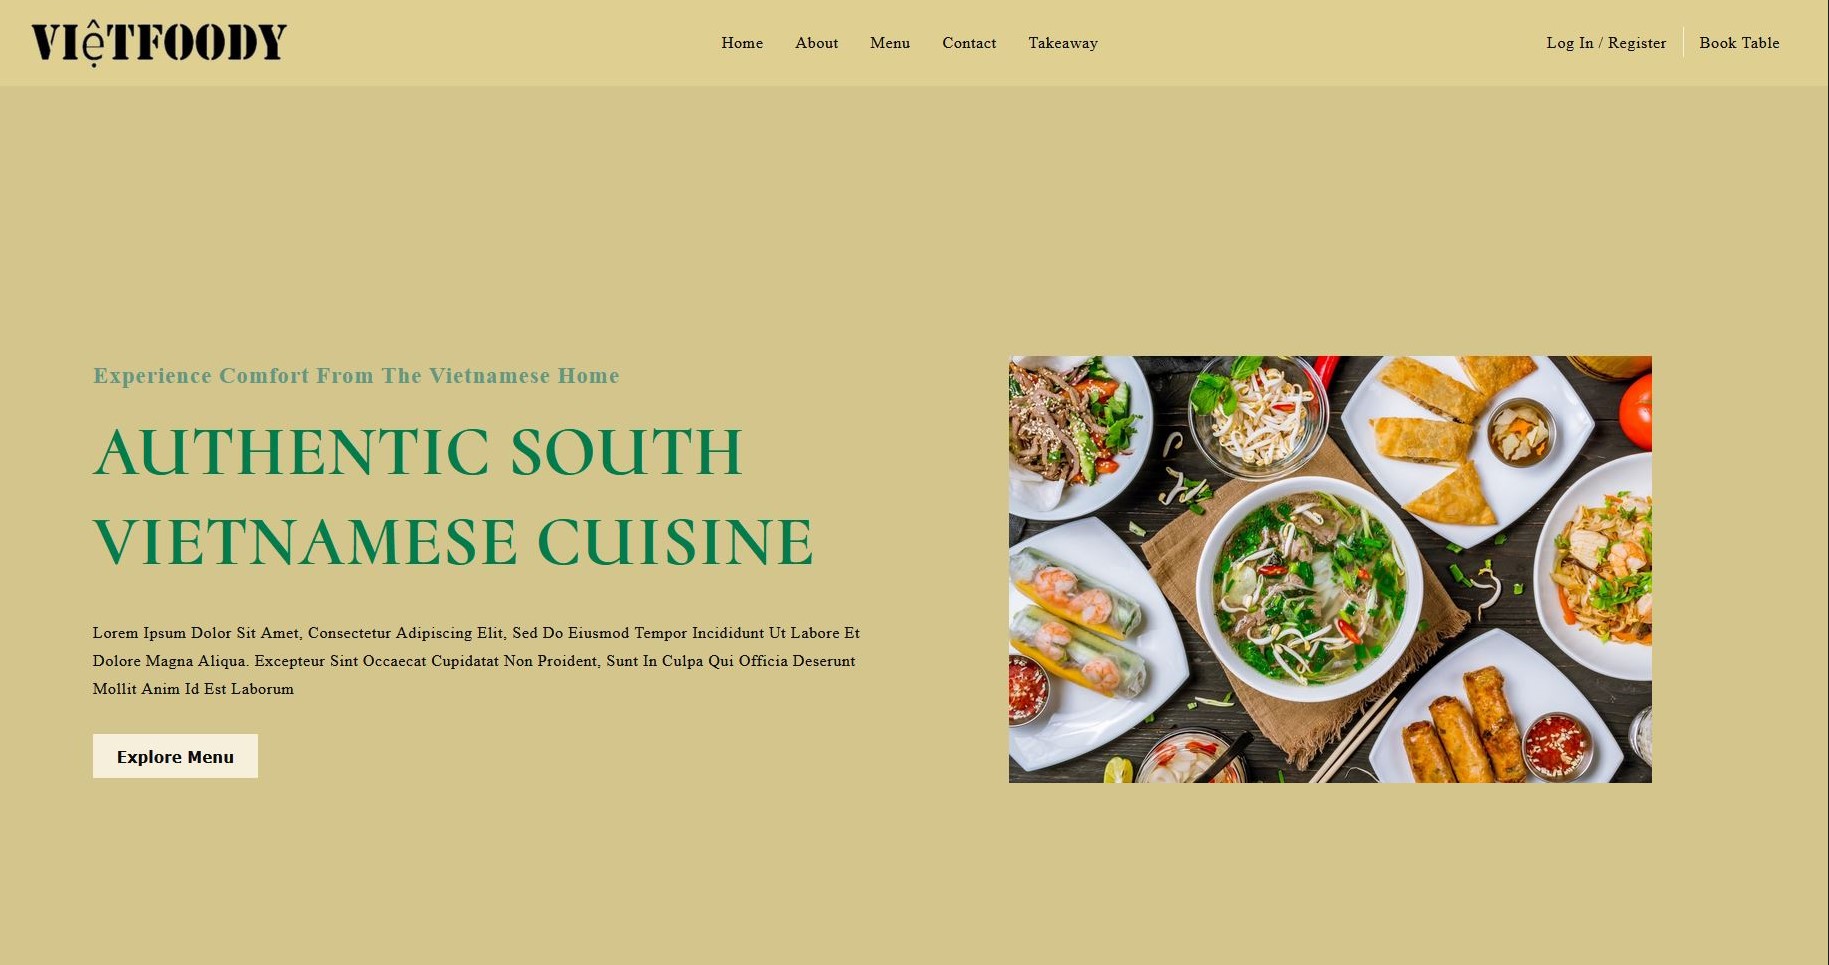 VIệTFOODY
Home About Menu Contact Takeaway
Log In / Register Book Table
Experience Comfort From The Vietnamese Home
AUTHENTIC SOUTH
VIETNAMESE CUISINE
Lorem Ipsum Dolor Sit Amet, Consectetur Adipiscing Elit, Sed Do Eiusmod Tempor Incididunt Ut Labore Et
Dolore Magna Aliqua. Excepteur Sint Occaecat Cupidatat Non Proident, Sunt In Culpa Qui Officia Deserunt
Mollit Anim Id Est Laborum
Explore Menu